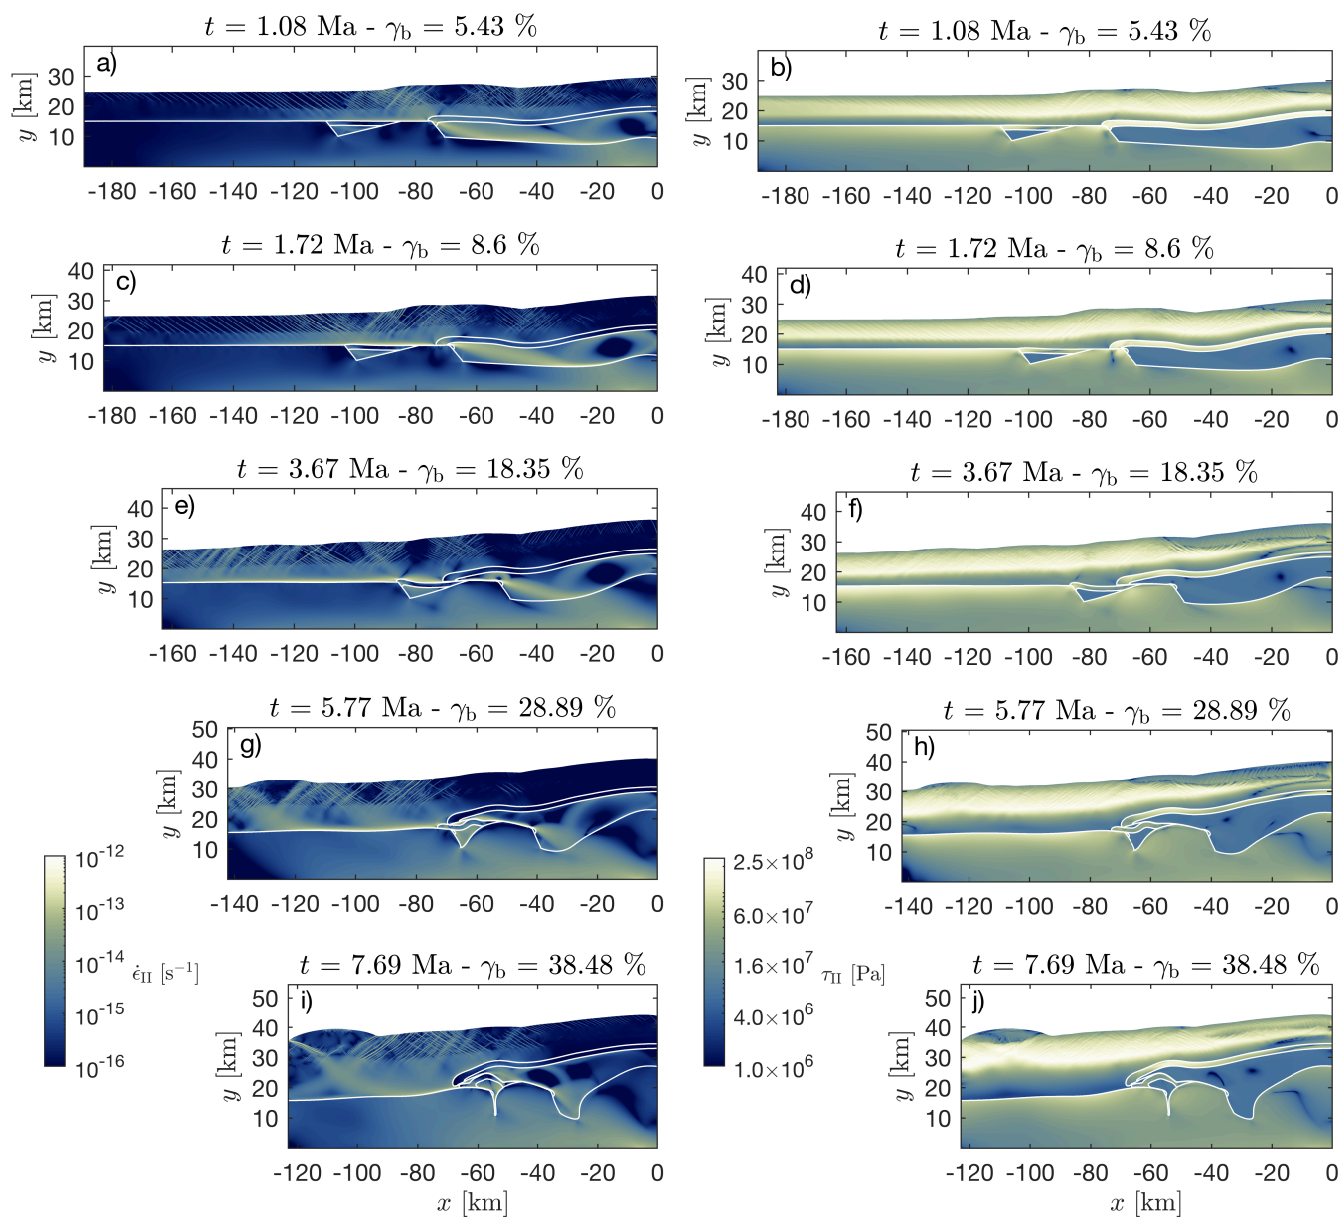 t = 1.08 Ma - γb = 5.43 %
t = 1.08 Ma - γb = 5.43 %
a)
30
20
10
y [km]
-180 -160 -140 -120 -100 -80 -60 -40 -20 0
b)
40
30
20
10
y [km]
-180 -160 -140 -120 -100 -80 -60 -40 -20 0
t = 1.72 Ma - γb = 8.6 %
t = 1.72 Ma - γb = 8.6 %
c)
40
30
20
10
y [km]
-180 -160 -140 -120 -100 -80 -60 -40 -20 0
d)
40
30
20
10
y [km]
-180 -160 -140 -120 -100 -80 -60 -40 -20 0
t = 3.67 Ma - γb = 18.35 %
t = 3.67 Ma - γb = 18.35 %
e)
40
30
20
10
y [km]
-160 -140 -120 -100 -80 -60 -40 -20 0
f)
40
30
20
10
y [km]
-160 -140 -120 -100 -80 -60 -40 -20 0
t = 5.77 Ma - γb = 28.89 %
t = 5.77 Ma - γb = 28.89 %
g)
50
40
30
20
10
y [km]
-140 -120 -100 -80 -60 -40 -20 0
h)
50
40
30
20
10
y [km]
-140 -120 -100 -80 -60 -40 -20 0
10⁻¹²
10⁻¹³
10⁻¹⁴
10⁻¹⁵
10⁻¹⁶
ϵ̇II [s⁻¹]
2.5×10⁸
6.0×10⁷
1.6×10⁷
4.0×10⁶
1.0×10⁶
τII [Pa]
t = 7.69 Ma - γb = 38.48 %
t = 7.69 Ma - γb = 38.48 %
i)
50
40
30
20
10
y [km]
-120 -100 -80 -60 -40 -20 0
x [km]
j)
50
40
30
20
10
y [km]
-120 -100 -80 -60 -40 -20 0
x [km]